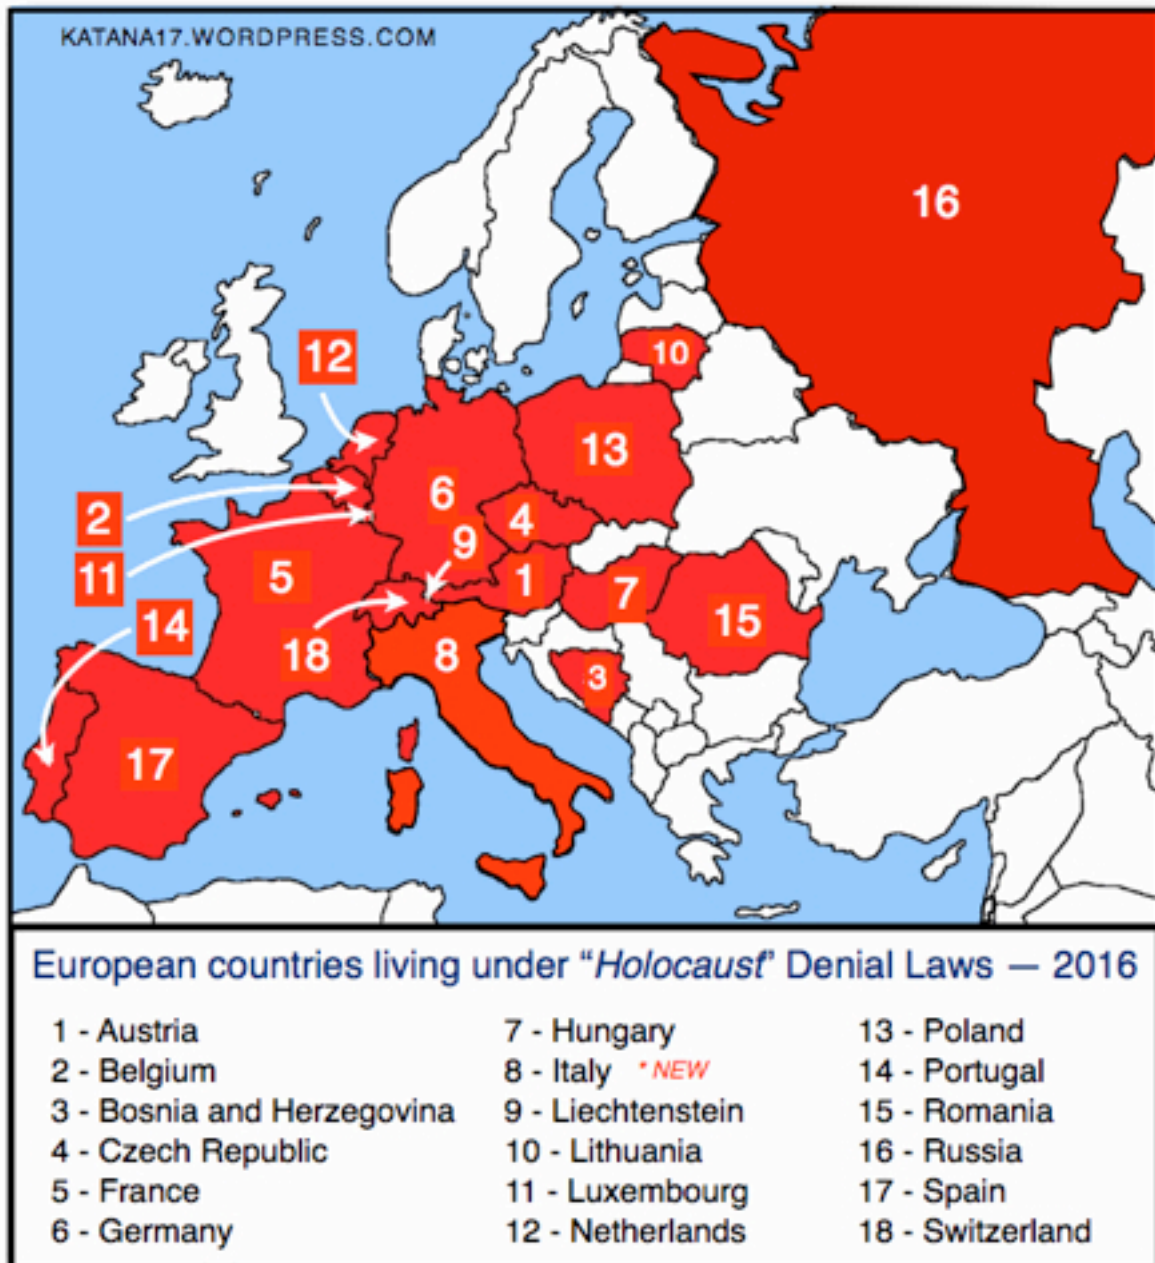 KATANA17.WORDPRESS.COM
16
12
10
13
2
6
4
9
11
5
1
7
14
15
18
8
3
17
European countries living under “Holocaust” Denial Laws — 2016
1 - Austria
2 - Belgium
3 - Bosnia and Herzegovina
4 - Czech Republic
5 - France
6 - Germany
7 - Hungary
8 - Italy * NEW
9 - Liechtenstein
10 - Lithuania
11 - Luxembourg
12 - Netherlands
13 - Poland
14 - Portugal
15 - Romania
16 - Russia
17 - Spain
18 - Switzerland